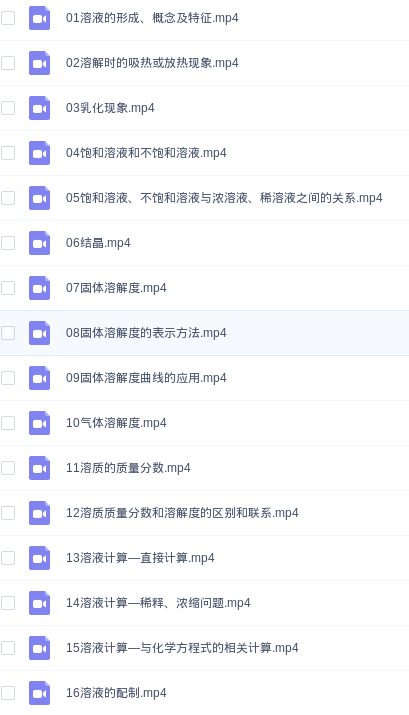 01溶液的形成、概念及特征.mp4
02溶解时的吸热或放热现象.mp4
03乳化现象.mp4
04饱和溶液和不饱和溶液.mp4
05饱和溶液、不饱和溶液与浓溶液、稀溶液之间的关系.mp4
06结晶.mp4
07固体溶解度.mp4
08固体溶解度的表示方法.mp4
09固体溶解度曲线的应用.mp4
10气体溶解度.mp4
11溶质的质量分数.mp4
12溶质质量分数和溶解度的区别和联系.mp4
13溶液计算—直接计算.mp4
14溶液计算—稀释、浓缩问题.mp4
15溶液计算—与化学方程式的相关计算.mp4
16溶液的配制.mp4